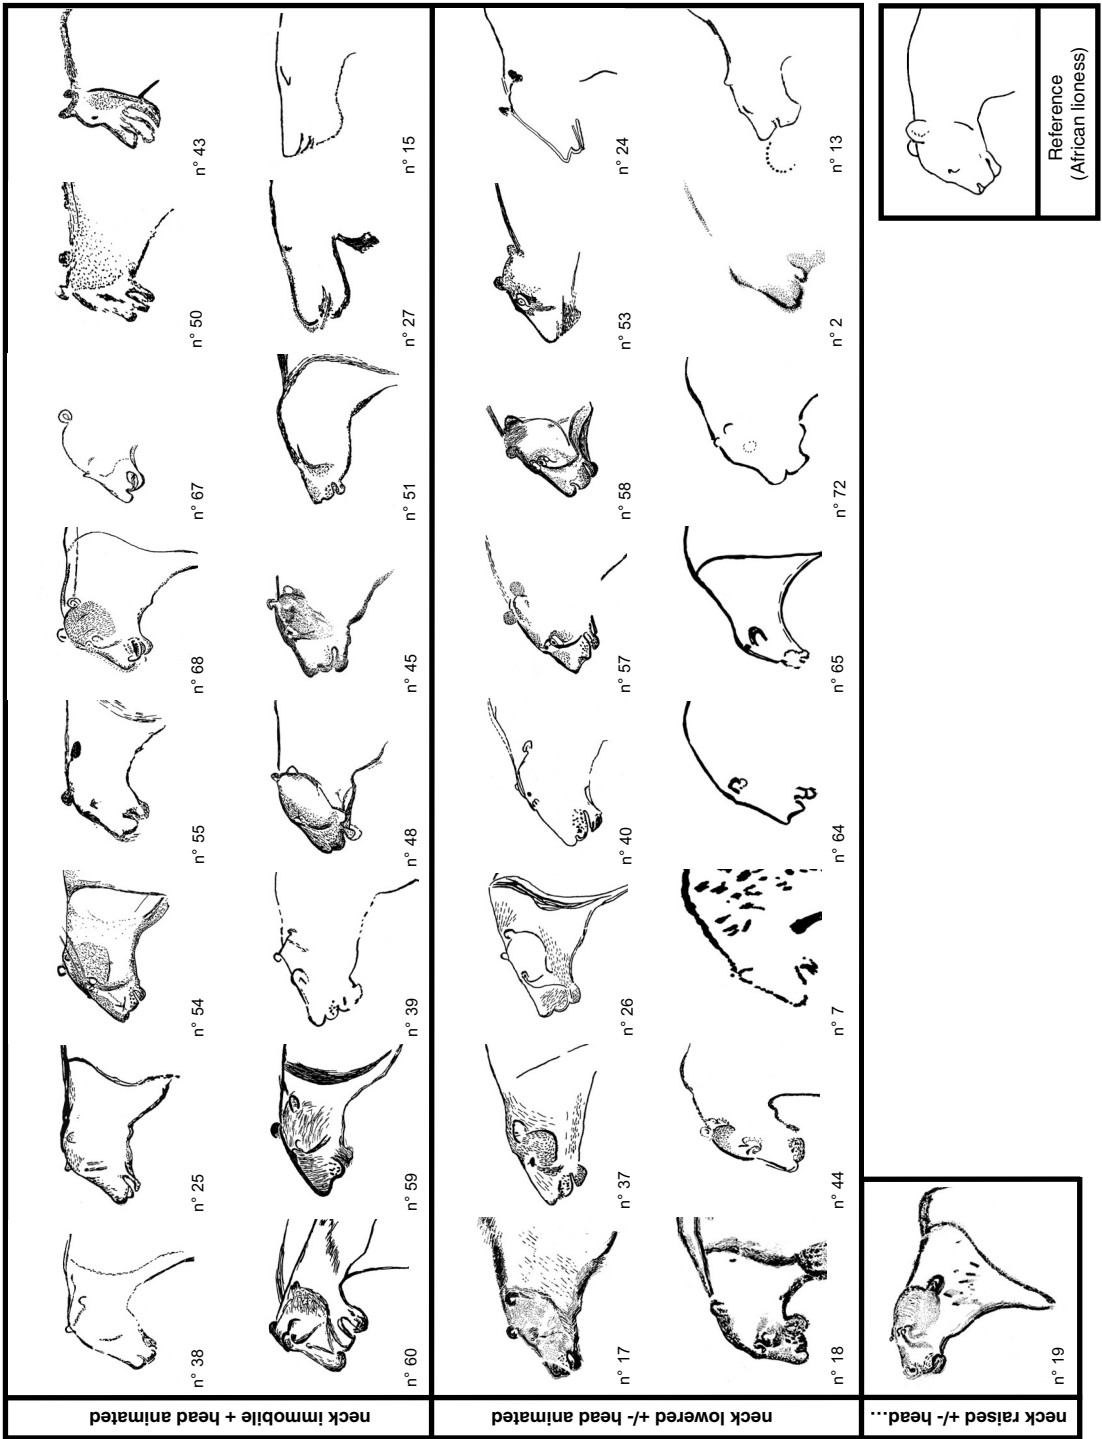 neck immobile + head animated
n° 38
n° 25
n° 54
n° 55
n° 68
n° 67
n° 50
n° 43
n° 60
n° 59
n° 39
n° 48
n° 45
n° 51
n° 27
n° 15
neck lowered +/- head animated
n° 17
n° 37
n° 26
n° 40
n° 57
n° 58
n° 53
n° 24
n° 18
n° 44
n° 7
n° 64
n° 65
n° 72
n° 2
n° 13
neck raised +/- head…
n° 19
Reference
(African lioness)